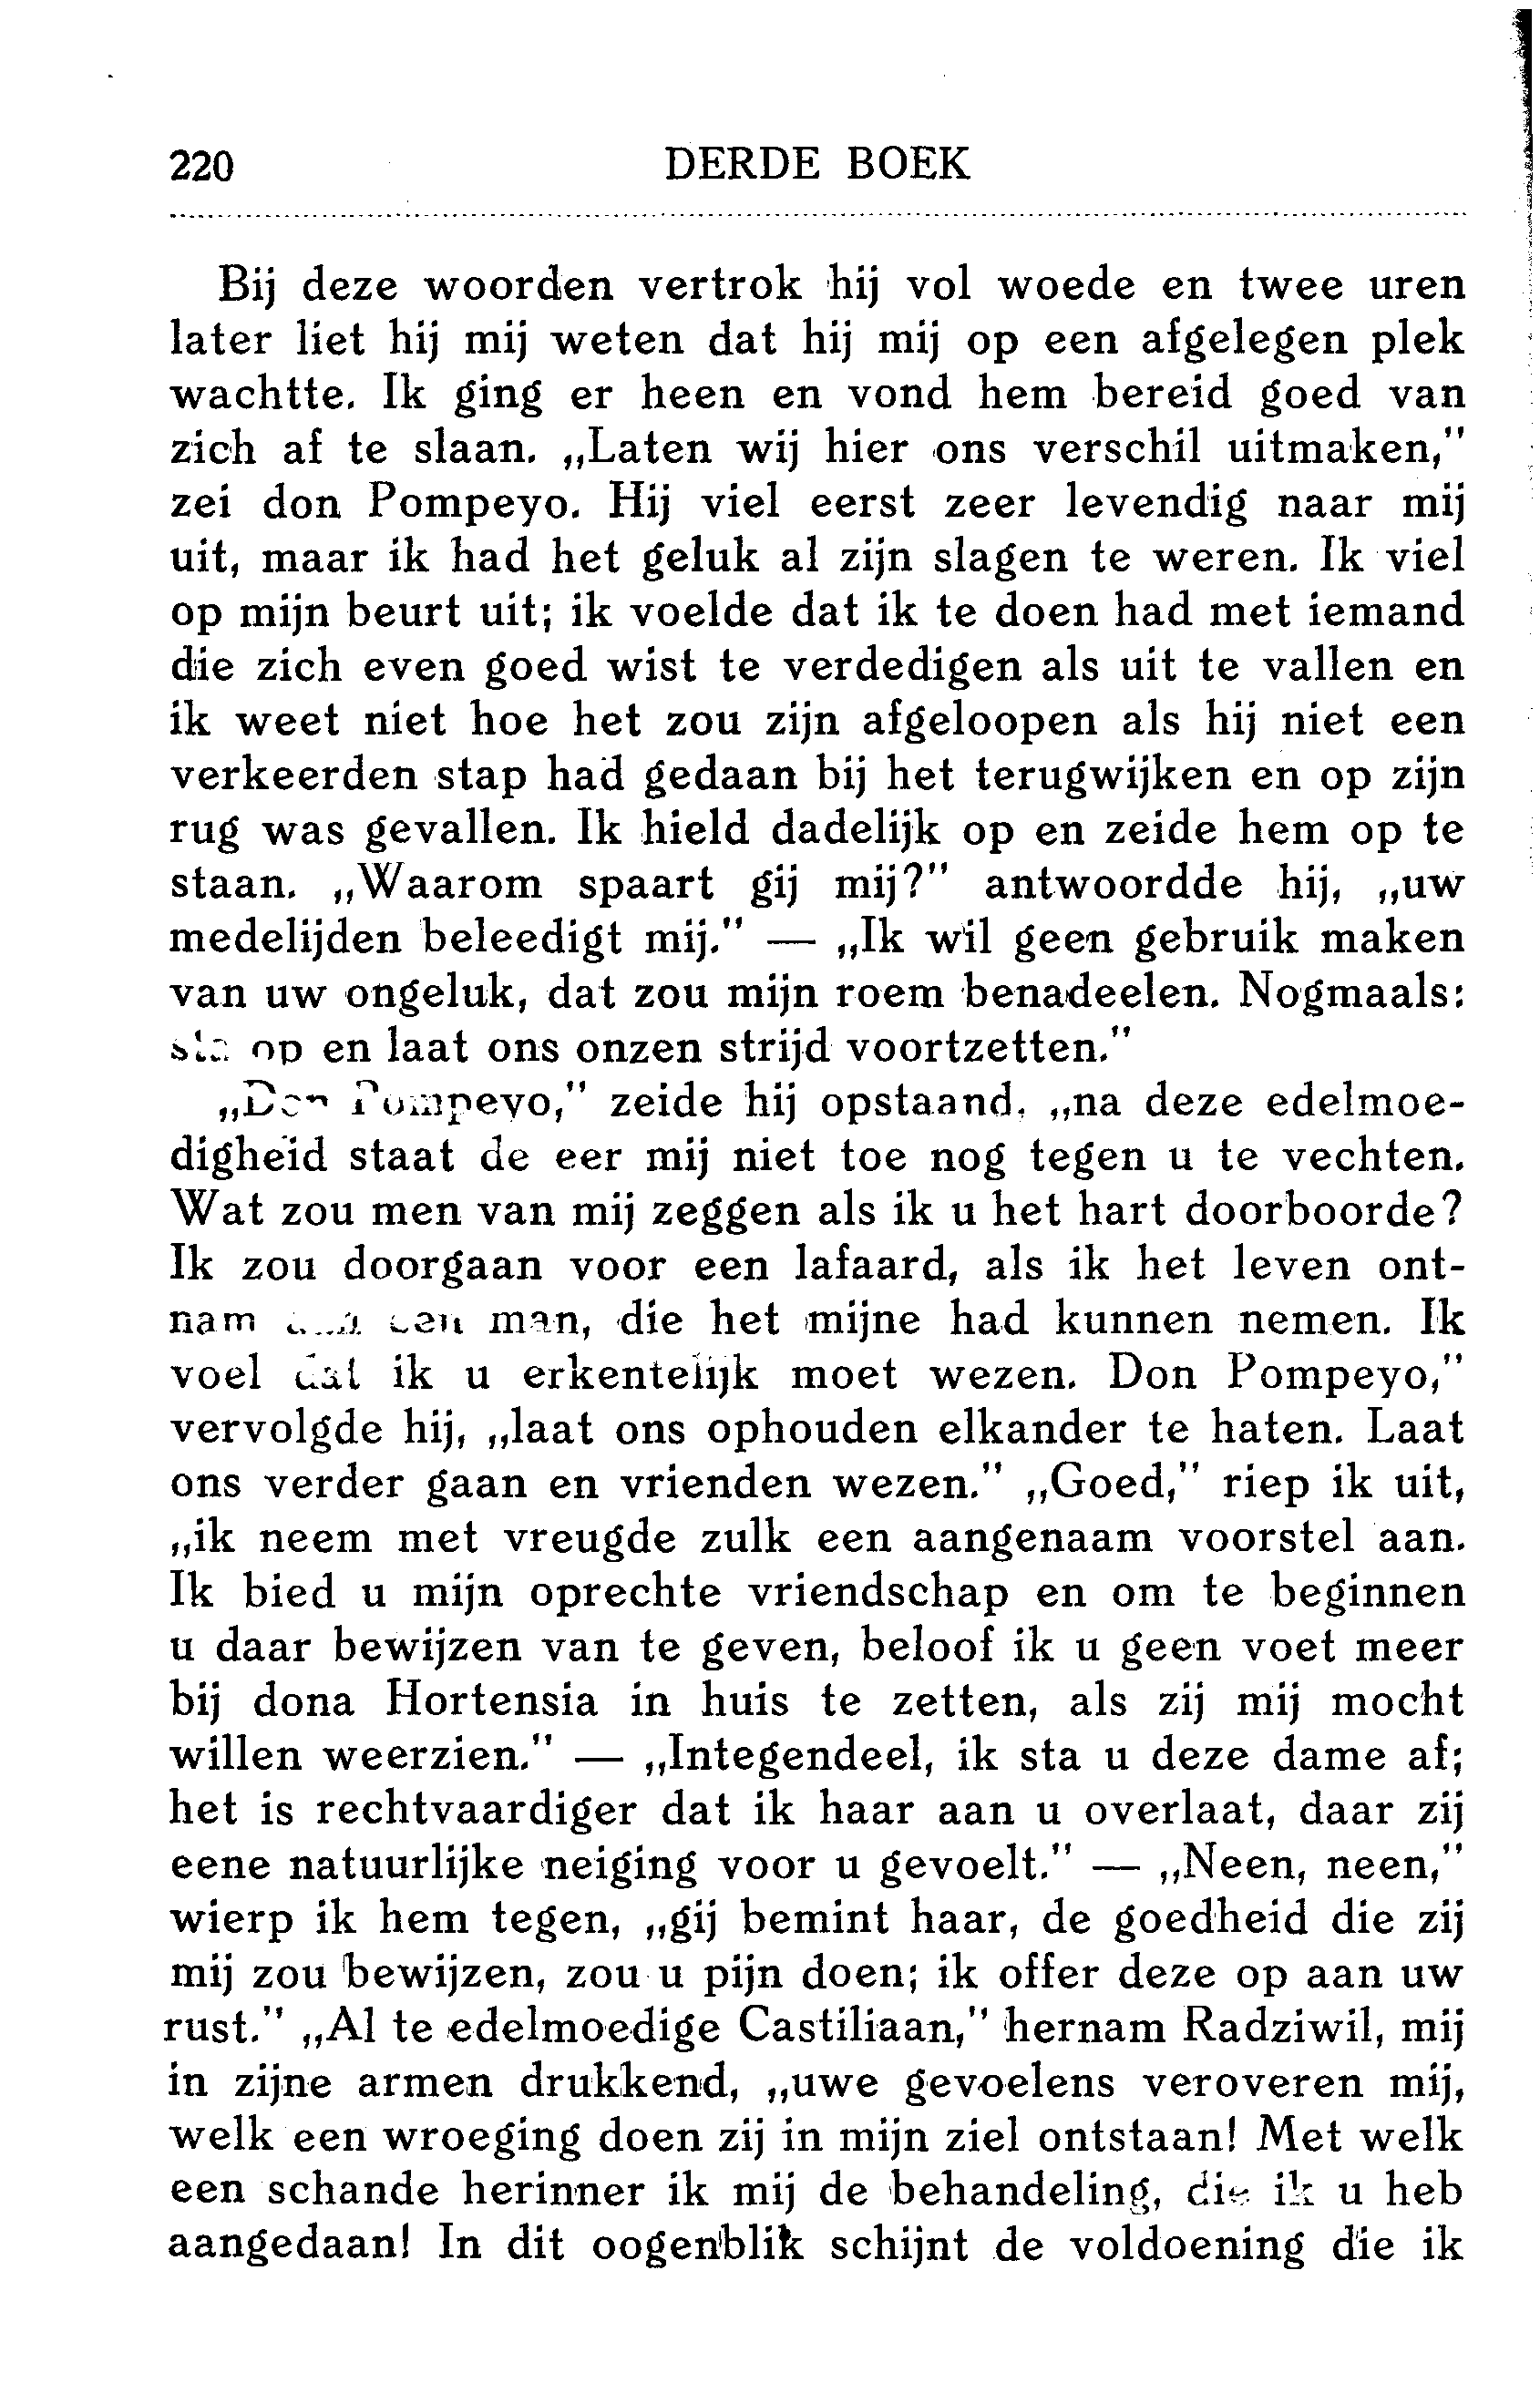 220 DERDE BOEK
Bij deze woorden vertrok hij vol woede en twee uren
later liet hij mij weten dat hij mij op een afgelegen plek
wachtte. Ik ging er heen en vond hem bereid goed van
zich af te slaan. „Laten wij hier ons verschil uitmaken,”
zei don Pompeyo. Hij viel eerst zeer levendig naar mij
uit, maar ik had het geluk al zijn slagen te weren. Ik viel
op mijn beurt uit; ik voelde dat ik te doen had met iemand
die zich even goed wist te verdedigen als uit te vallen en
ik weet niet hoe het zou zijn afgeloopen als hij niet een
verkeerden stap had gedaan bij het terugwijken en op zijn
rug was gevallen. Ik hield dadelijk op en zeide hem op te
staan. „Waarom spaart gij mij?” antwoordde hij, „uw
medelijden beleedigt mij.” — „Ik wil geen gebruik maken
van uw ongeluk, dat zou mijn roem benadeelen. Nogmaals:
sta op en laat ons onzen strijd voortzetten.”
„Don Pompeyo,” zeide hij opstaand, „na deze edelmoe-
digheid staat de eer mij niet toe nog tegen u te vechten.
Wat zou men van mij zeggen als ik u het hart doorboorde?
Ik zou doorgaan voor een lafaard, als ik het leven ont-
nam een man, die het mijne had kunnen nemen. Ik
voel dat ik u erkentelijk moet wezen. Don Pompeyo,”
vervolgde hij, „laat ons ophouden elkander te haten. Laat
ons verder gaan en vrienden wezen.” „Goed,” riep ik uit,
„ik neem met vreugde zulk een aangenaam voorstel aan.
Ik bied u mijn oprechte vriendschap en om te beginnen
u daar bewijzen van te geven, beloof ik u geen voet meer
bij dona Hortensia in huis te zetten, als zij mij mocht
willen weerzien.” — „Integendeel, ik sta u deze dame af;
het is rechtvaardiger dat ik haar aan u overlaat, daar zij
eene natuurlijke neiging voor u gevoelt.” — „Neen, neen,”
wierp ik hem tegen, „gij bemint haar, de goedheid die zij
mij zou bewijzen, zou u pijn doen; ik offer deze op aan uw
rust.” „Al te edelmoedige Castiliaan,” hernam Radziwil, mij
in zijne armen drukkend, „uwe gevoelens veroveren mij,
welk een wroeging doen zij in mijn ziel ontstaan! Met welk
een schande herinner ik mij de behandeling, die ik u heb
aangedaan! In dit oogenblik schijnt de voldoening die ik